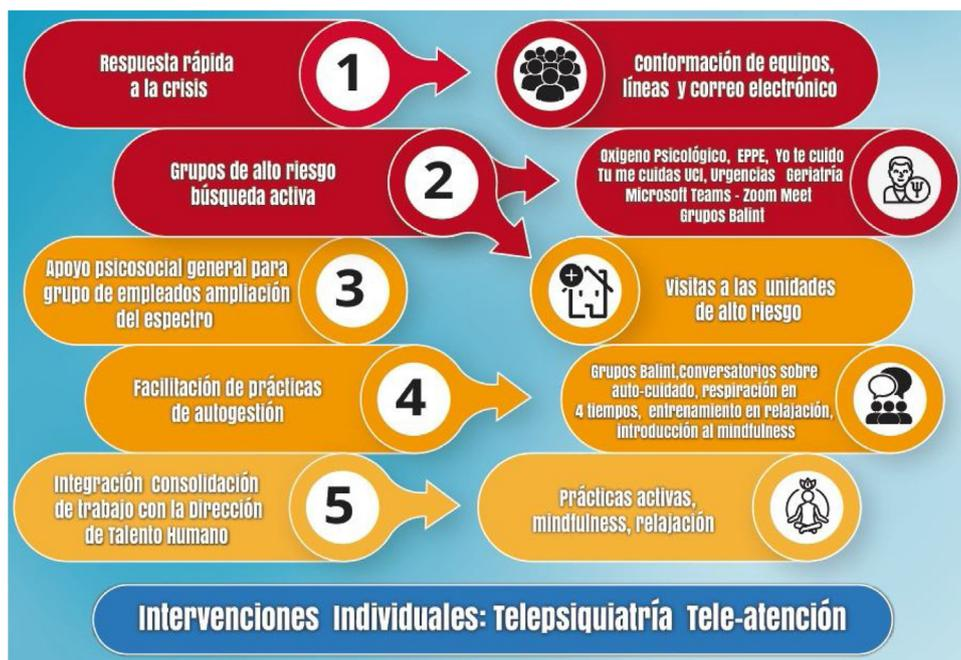 Respuesta rápida
a la crisis
1
Conformación de equipos,
líneas y correo electrónico
Grupos de alto riesgo
búsqueda activa
2
Oxigeno Psicológico, EPPE, Yo te cuido
Tu me cuidas UCI, Urgencias Geriatría
Microsoft Teams - Zoom Meet
Grupos Balint
Apoyo psicosocial general para
grupo de empleados ampliación
del espectro
3
Visitas a las unidades
de alto riesgo
Facilitación de prácticas
de autogestión
4
Grupos Balint,Conversatorios sobre
auto-cuidado, respiración en
4 tiempos, entrenamiento en relajación,
introducción al mindfulness
Integración Consolidación
de trabajo con la Dirección
de Talento Humano
5
Prácticas activas,
mindfulness, relajación
Intervenciones Individuales: Telepsiquiatría Tele-atención